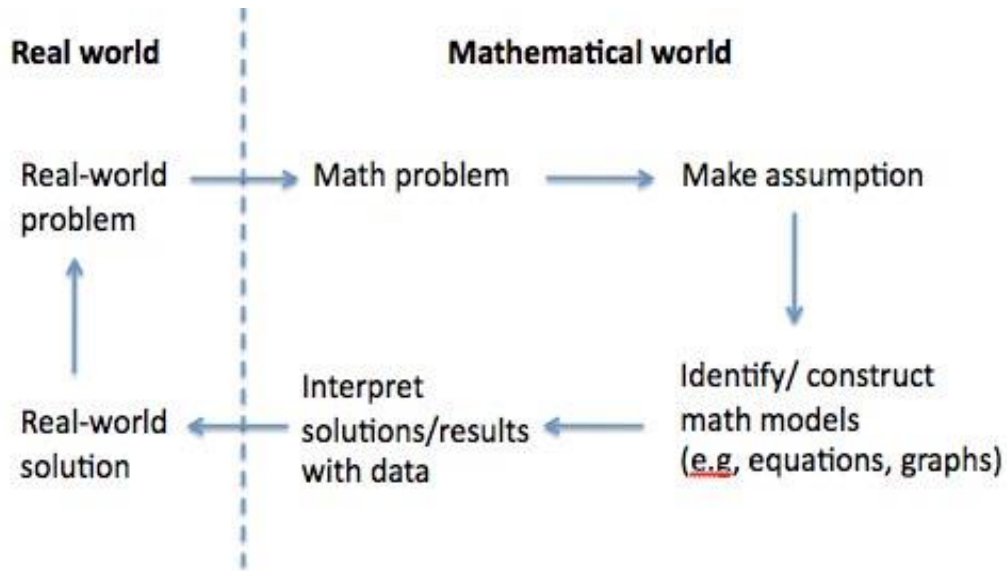 Real world
Mathematical world
Real-world
problem
Math problem
Make assumption
Identify/ construct
math models
(e.g, equations, graphs)
Interpret
solutions/results
with data
Real-world
solution